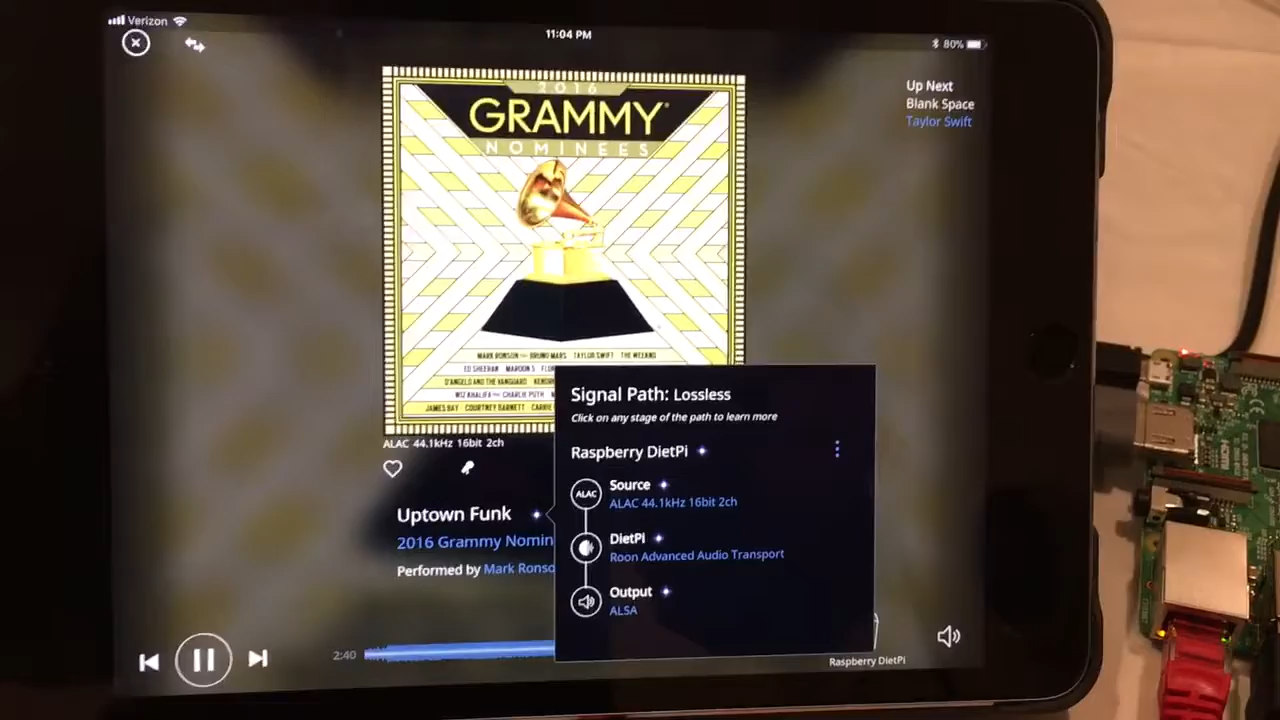 Verizon
11:04 PM
80%
Up Next
Blank Space
Taylor Swift
2016
GRAMMY
NOMINEES
MARK RONSON BRUNO MARS TAYLOR SWIFT THE WEEKND
ED SHEERAN MAROON 5
D'ANGELO AND THE VANGUARD
WIZ KHALIFA CHARLIE PUTH
JAMES BAY COURTNEY BARNETT CARRIE
ALAC 44.1kHz 16bit 2ch
Uptown Funk
2016 Grammy Nomin
Performed by Mark Ronso
Signal Path: Lossless
Click on any stage of the path to learn more
Raspberry DietPi
ALAC
Source
ALAC 44.1kHz 16bit 2ch
DietPi
Roon Advanced Audio Transport
Output
ALSA
2:40
Raspberry DietPi
HDMI